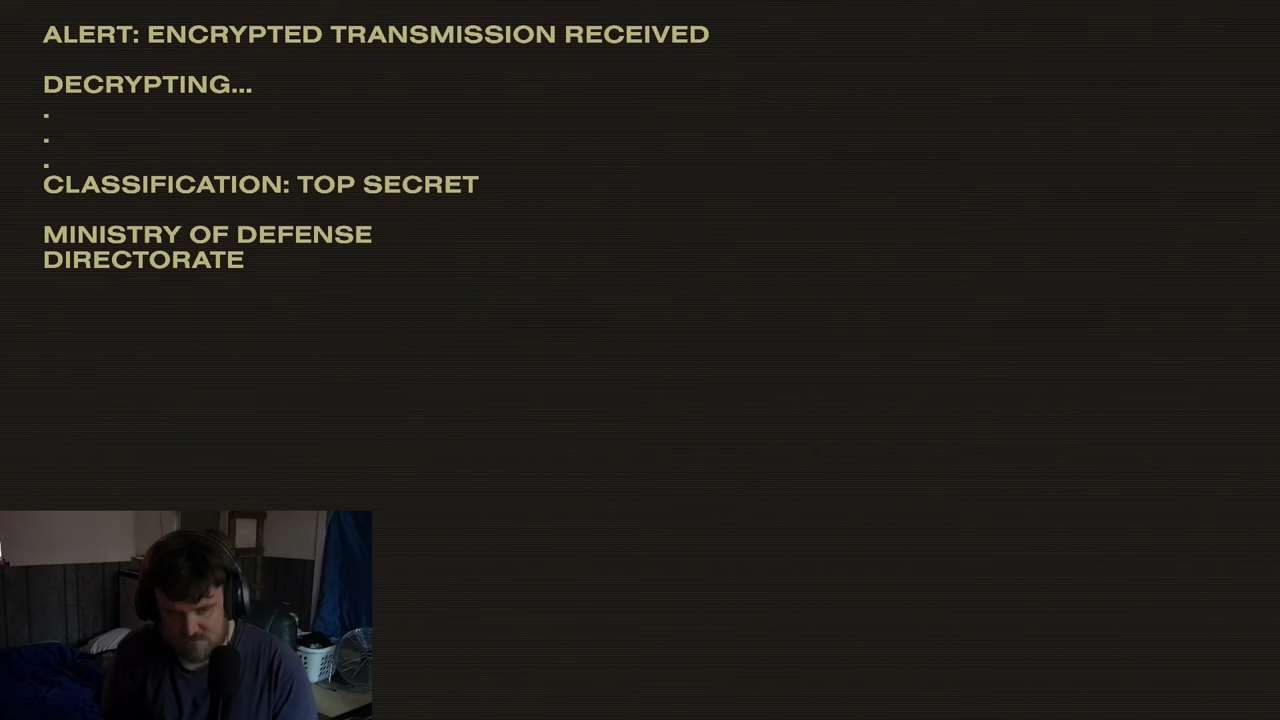 ALERT: ENCRYPTED TRANSMISSION RECEIVED
DECRYPTING...
.
.
.
CLASSIFICATION: TOP SECRET
MINISTRY OF DEFENSE
DIRECTORATE